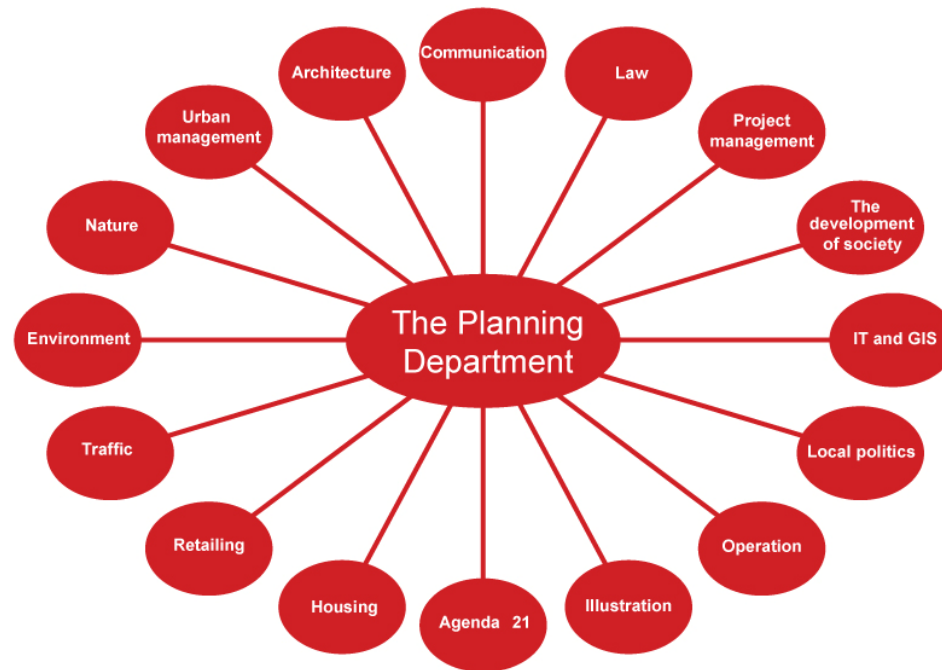 Communication
Law
Project
management
The
development
of society
IT and GIS
Local politics
Operation
Illustration
Agenda 21
Housing
Retailing
Traffic
Environment
Nature
Urban
management
Architecture
The Planning
Department